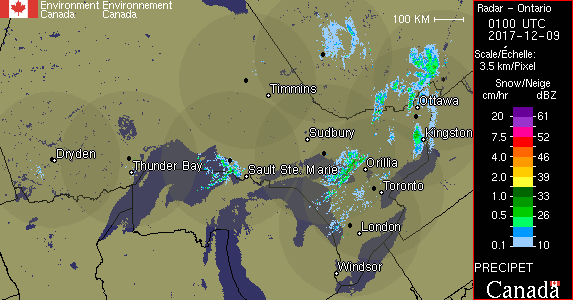 Environment Environnement
Canada Canada
100 KM
Timmins
Ottawa
Sudbury
Kingston
Dryden
Thunder Bay
Sault Ste. Marie
Orillia
Toronto
London
Windsor
Radar - Ontario
0100 UTC
2017-12-09
Scale/Échelle:
3.5 km/Pixel
Snow/Neige
cm/hr dBZ
20 61
7.5 52
4.0 46
2.0 39
1.0 33
0.5 26
0.1 10
PRECIPET
Canada